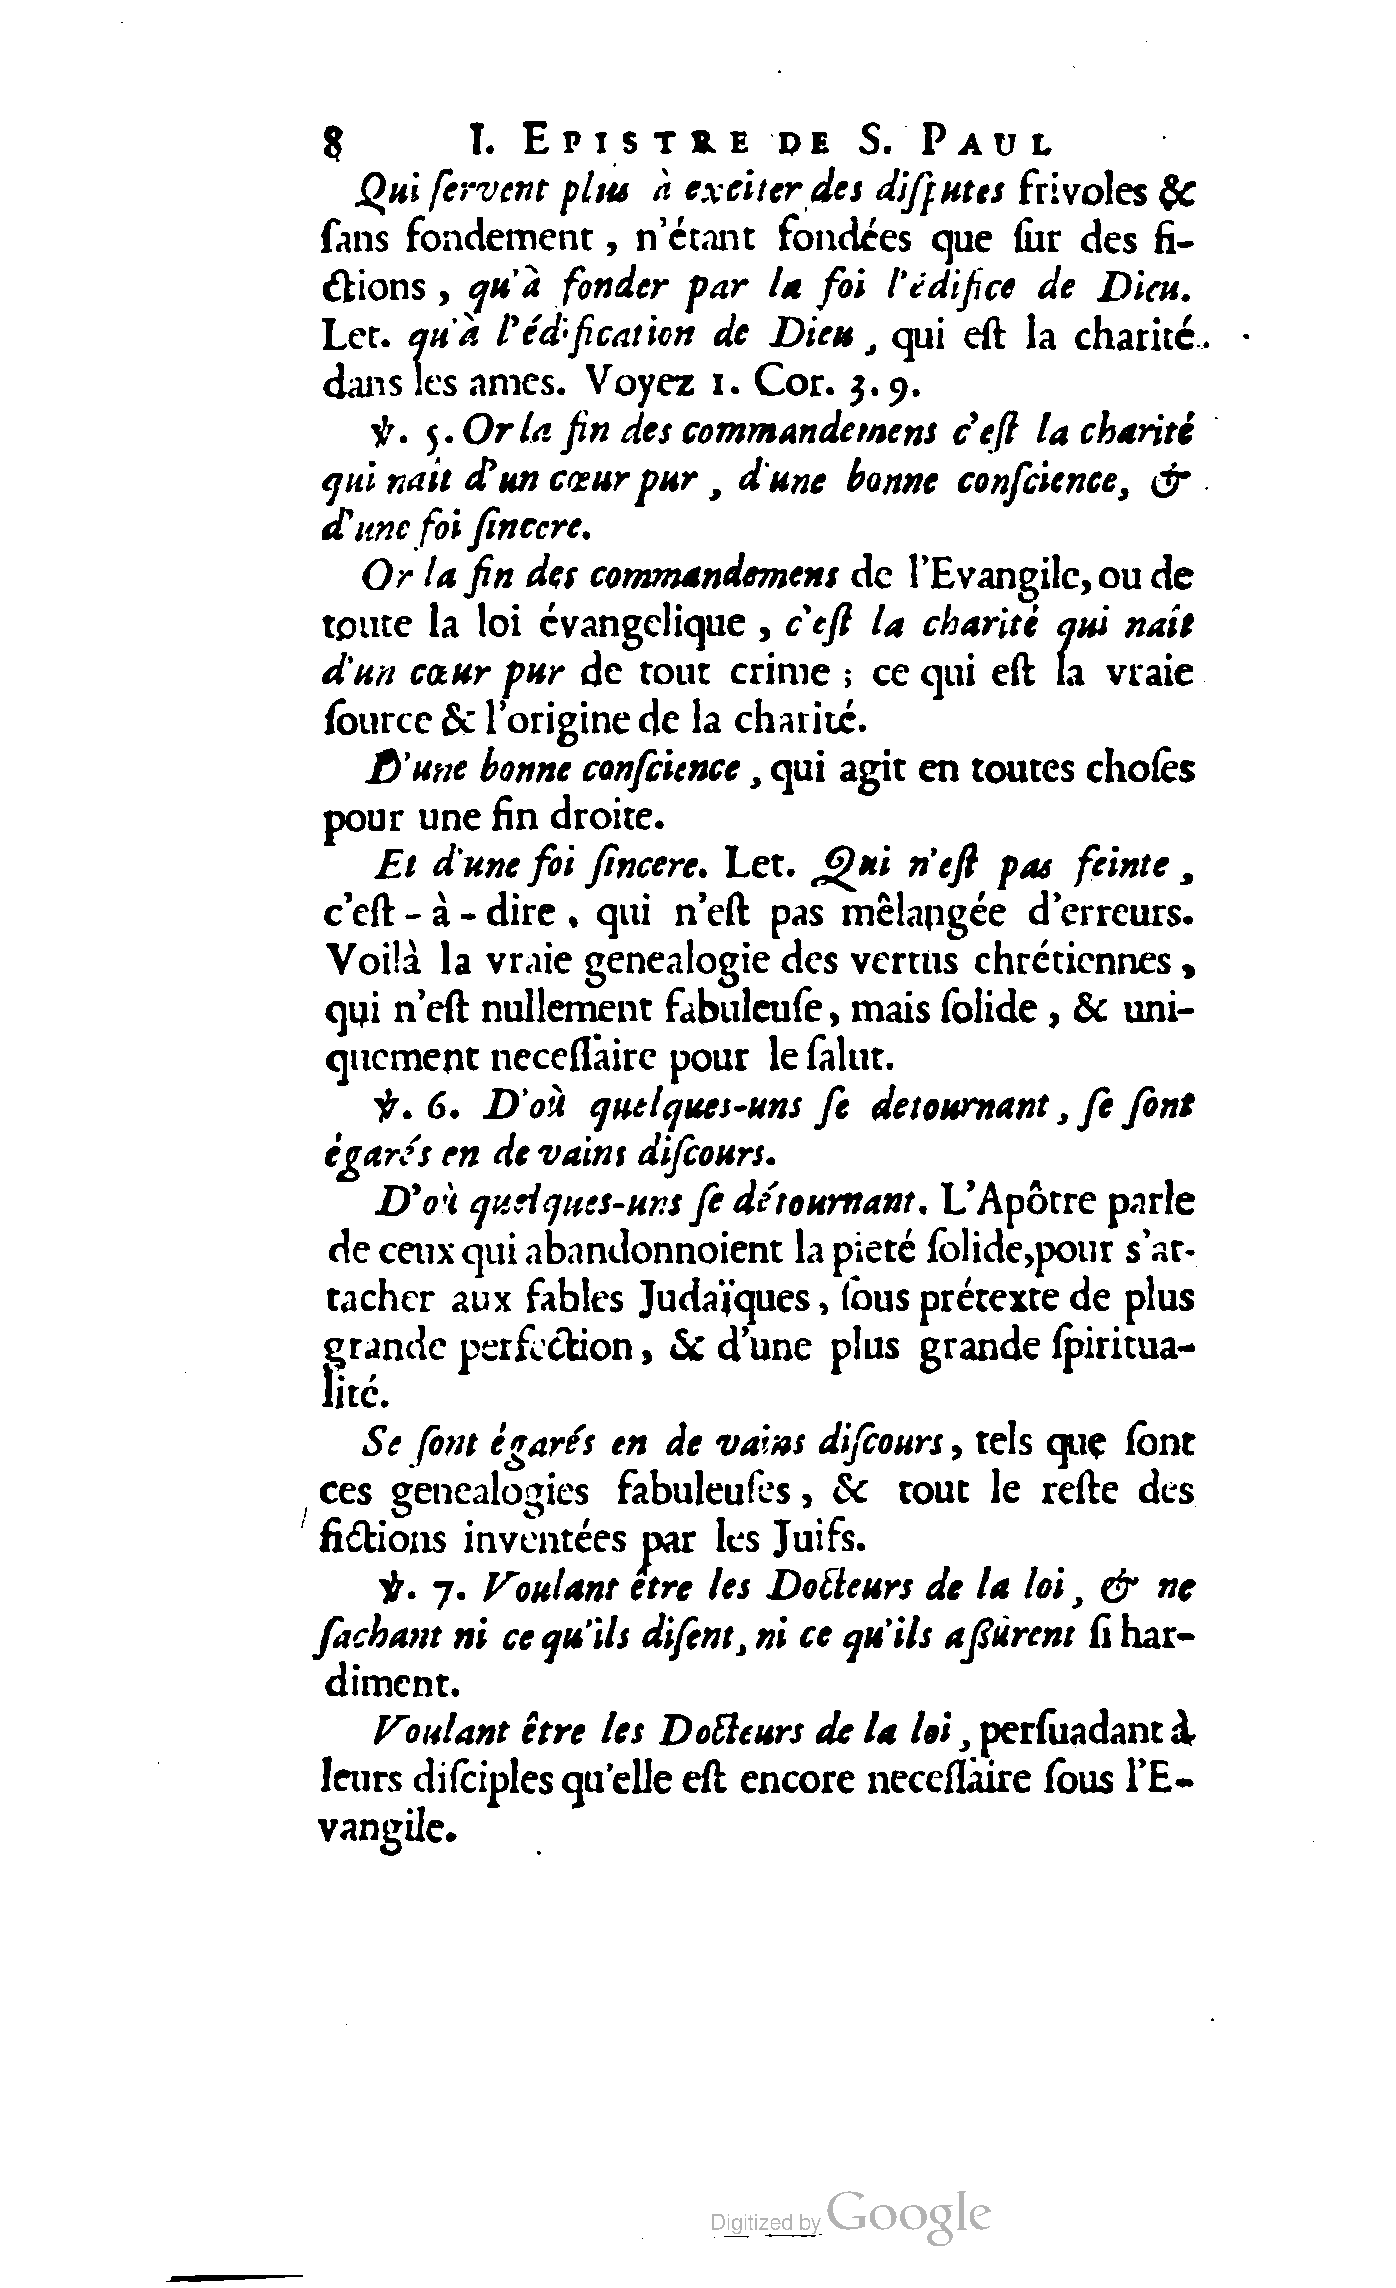 8 I. EPISTRE DE S. PAUL
Qui ſervent plus à exciter des diſputes frivoles &
ſans fondement , n'étant fondées que ſur des fi-
ctions , qu'à fonder par la foi l'édifice de Dieu.
Let. qu'à l'édification de Dieu , qui eſt la charité
dans les ames. Voyez 1. Cor. 3. 9.
℣. 5. Or la fin des commandemens c'eſt la charité
qui nait d'un cœur pur , d'une bonne conſcience, &
d'une foi ſincere.
Or la fin des commandemens de l'Evangile, ou de
toute la loi évangelique , c'eſt la charité qui naît
d'un cœur pur de tout crime ; ce qui eſt la vraie
ſource & l'origine de la charité.
D'une bonne conſcience , qui agit en toutes choſes
pour une fin droite.
Et d'une foi ſincere. Let. Qui n'eſt pas feinte ,
c'eſt - à - dire , qui n'eſt pas mêlangée d'erreurs.
Voilà la vraie genealogie des vertus chrétiennes ,
qui n'eſt nullement fabuleuſe, mais ſolide , & uni-
quement neceſſaire pour le ſalut.
℣. 6. D'où quelques-uns ſe detournant , ſe ſont
égarés en de vains diſcours.
D'où quelques-uns ſe détournant. L'Apôtre parle
de ceux qui abandonnoient la pieté ſolide,pour s'at-
tacher aux fables Judaïques , ſous prétexte de plus
grande perfection, & d'une plus grande ſpiritua-
lité.
Se ſont égarés en de vains diſcours, tels que ſont
ces genealogies fabuleuſes , & tout le reſte des
fictions inventées par les Juifs.
℣. 7. Voulant être les Docteurs de la loi , & ne
ſachant ni ce qu'ils diſent, ni ce qu'ils aſſûrent ſi har-
diment.
Voulant être les Docteurs de la loi , perſuadant à
leurs diſciples qu'elle eſt encore neceſſaire ſous l'E-
vangile.
Digitized by Google